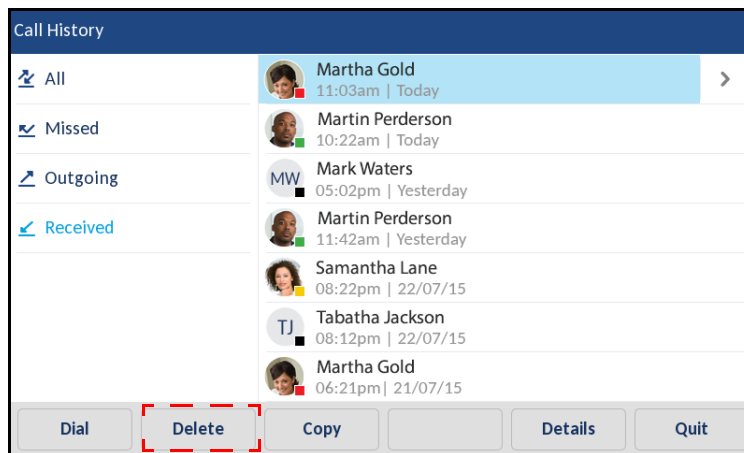 Call History
All
Missed
Outgoing
Received
Martha Gold
11:03am | Today
Martin Perderson
10:22am | Today
MW
Mark Waters
05:02pm | Yesterday
Martin Perderson
11:42am | Yesterday
Samantha Lane
08:22pm | 22/07/15
TJ
Tabatha Jackson
08:12pm | 22/07/15
Martha Gold
06:21pm| 21/07/15
Dial
Delete
Copy
Details
Quit